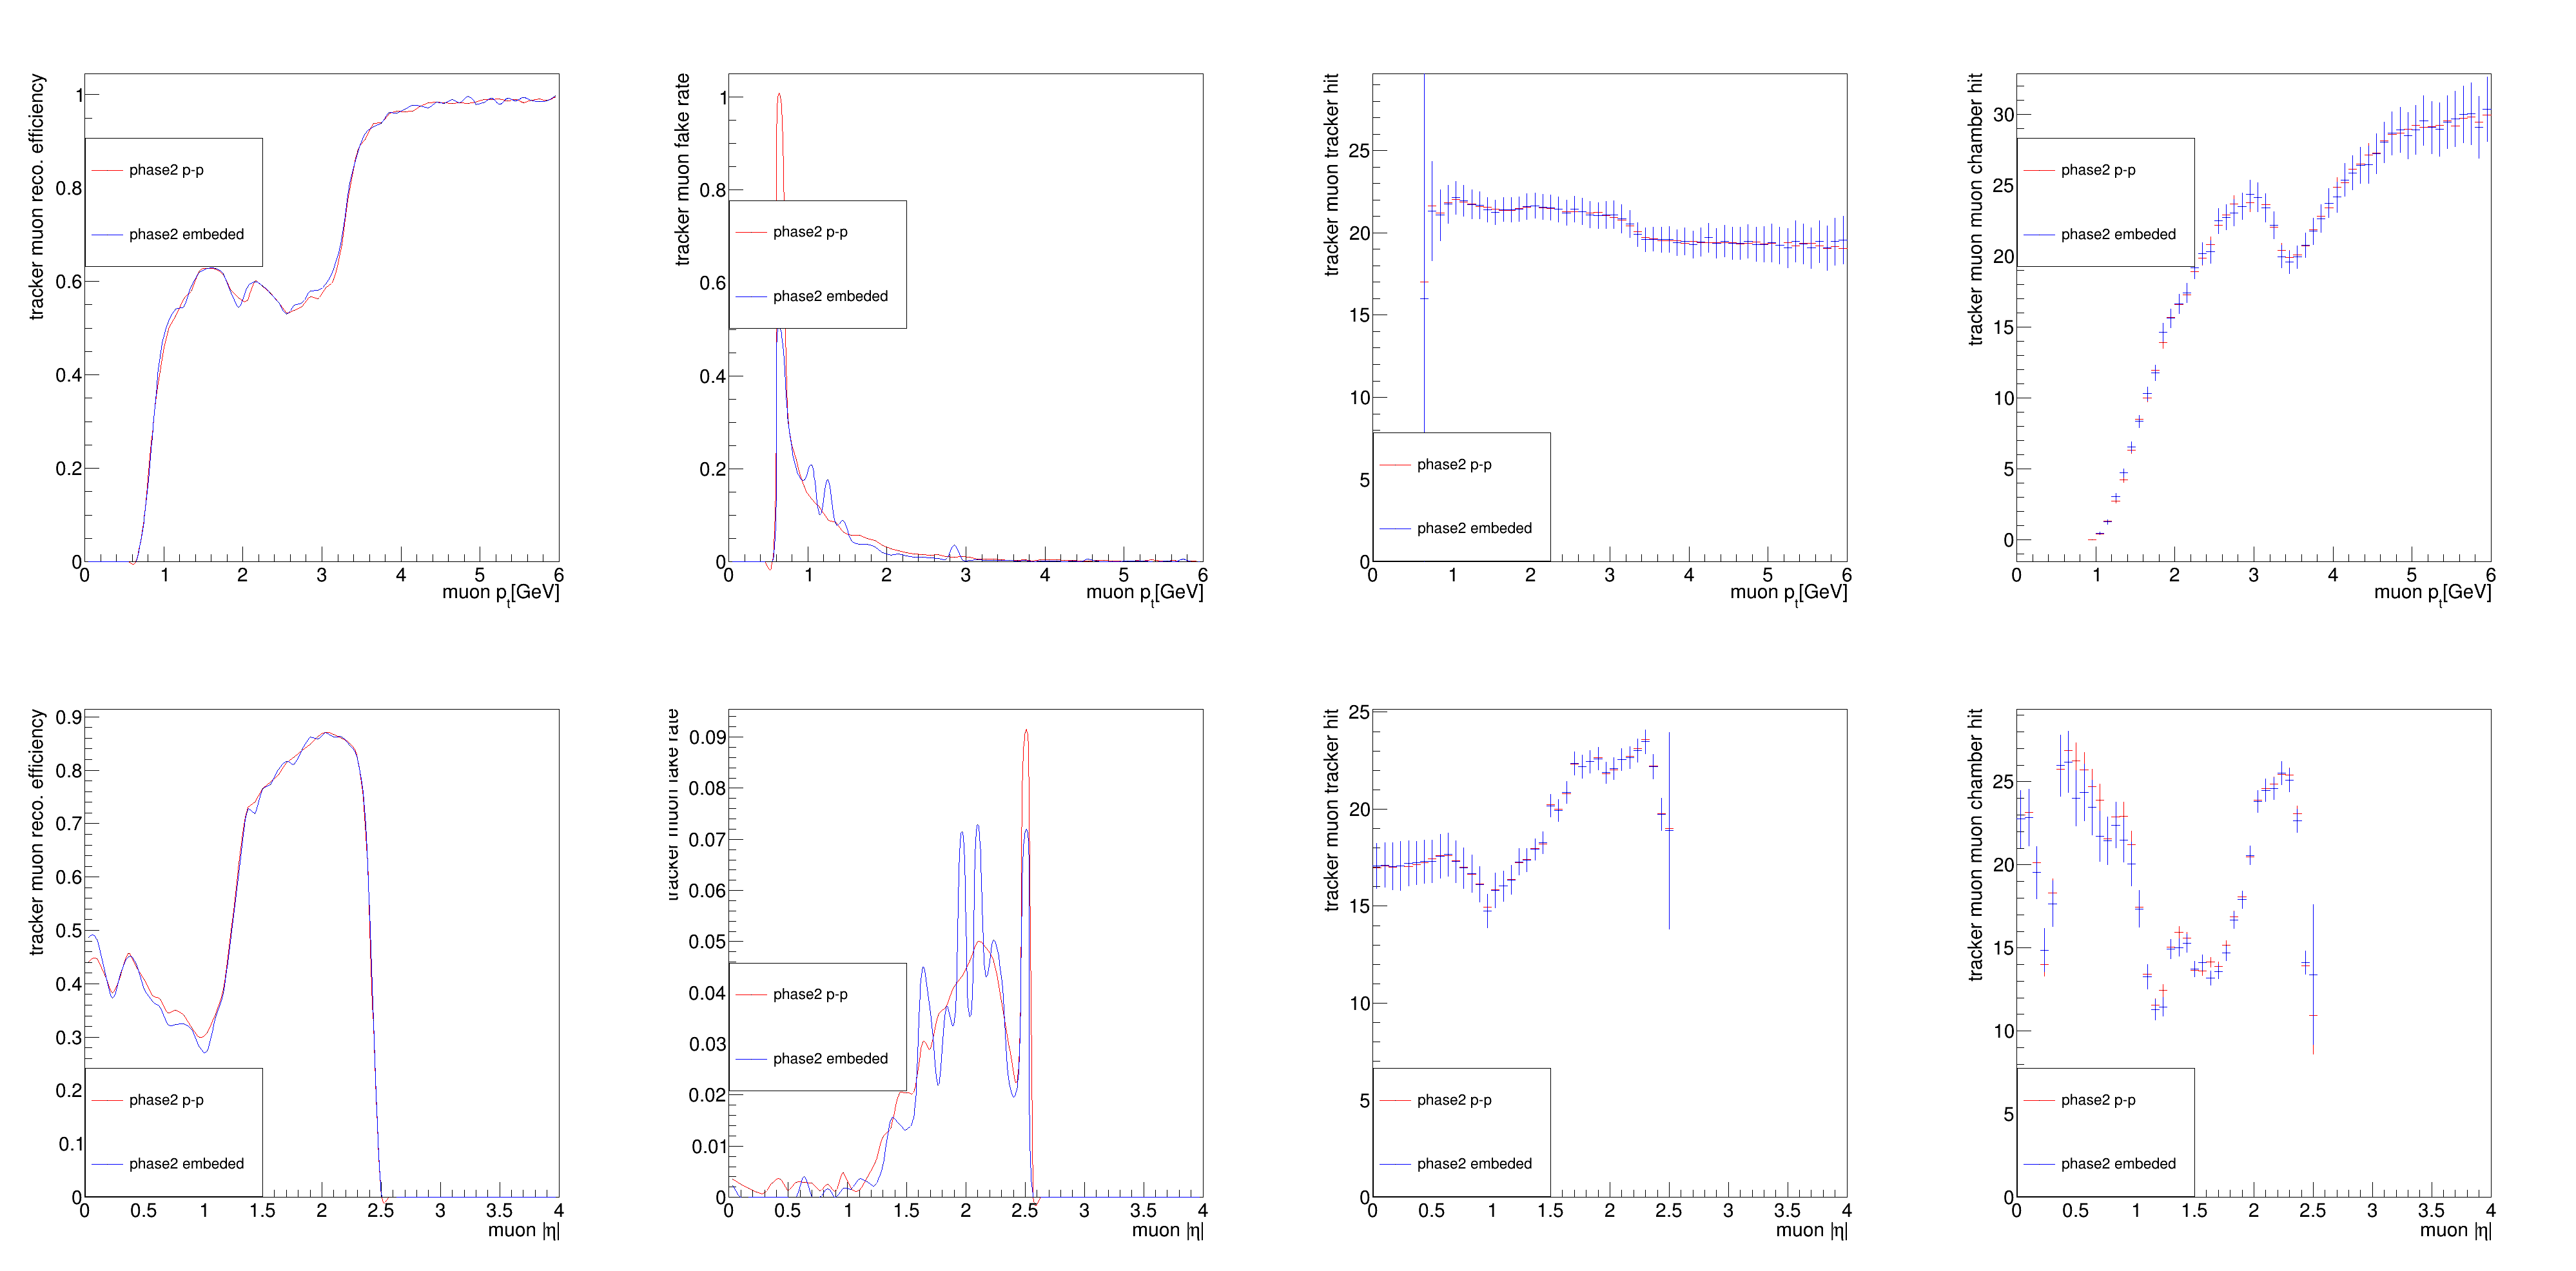 tracker muon reco. efficiency
1
0.8
0.6
0.4
0.2
0
phase2 p-p
phase2 embeded
0 1 2 3 4 5 6
muon pt[GeV]
tracker muon fake rate
1
0.8
0.6
0.4
0.2
0
phase2 p-p
phase2 embeded
0 1 2 3 4 5 6
muon pt[GeV]
tracker muon tracker hit
25
20
15
10
5
0
phase2 p-p
phase2 embeded
0 1 2 3 4 5 6
muon pt[GeV]
tracker muon muon chamber hit
30
25
20
15
10
5
0
phase2 p-p
phase2 embeded
0 1 2 3 4 5 6
muon pt[GeV]
tracker muon reco. efficiency
0.9
0.8
0.7
0.6
0.5
0.4
0.3
0.2
0.1
0
phase2 p-p
phase2 embeded
0 0.5 1 1.5 2 2.5 3 3.5 4
muon |η|
tracker muon fake rate
0.09
0.08
0.07
0.06
0.05
0.04
0.03
0.02
0.01
0
phase2 p-p
phase2 embeded
0 0.5 1 1.5 2 2.5 3 3.5 4
muon |η|
tracker muon tracker hit
25
20
15
10
5
0
phase2 p-p
phase2 embeded
0 0.5 1 1.5 2 2.5 3 3.5 4
muon |η|
tracker muon muon chamber hit
25
20
15
10
5
0
phase2 p-p
phase2 embeded
0 0.5 1 1.5 2 2.5 3 3.5 4
muon |η|